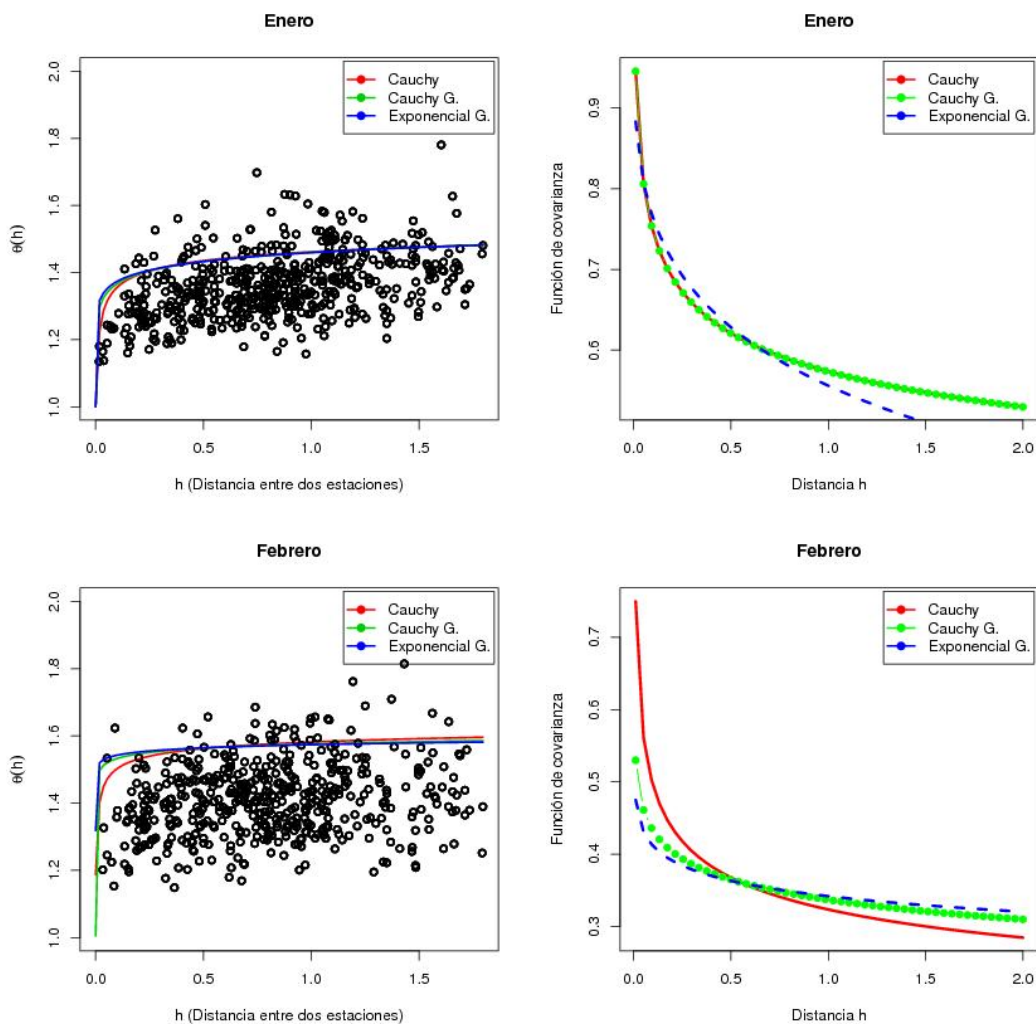 Enero
Cauchy
Cauchy G.
Exponencial G.
2.0
1.8
1.6
1.4
1.2
1.0
θ(h)
0.0 0.5 1.0 1.5
h (Distancia entre dos estaciones)
Enero
Cauchy
Cauchy G.
Exponencial G.
0.9
0.8
0.7
0.6
Función de covarianza
0.0 0.5 1.0 1.5 2.0
Distancia h
Febrero
Cauchy
Cauchy G.
Exponencial G.
2.0
1.8
1.6
1.4
1.2
1.0
θ(h)
0.0 0.5 1.0 1.5
h (Distancia entre dos estaciones)
Febrero
Cauchy
Cauchy G.
Exponencial G.
0.7
0.6
0.5
0.4
0.3
Función de covarianza
0.0 0.5 1.0 1.5 2.0
Distancia h